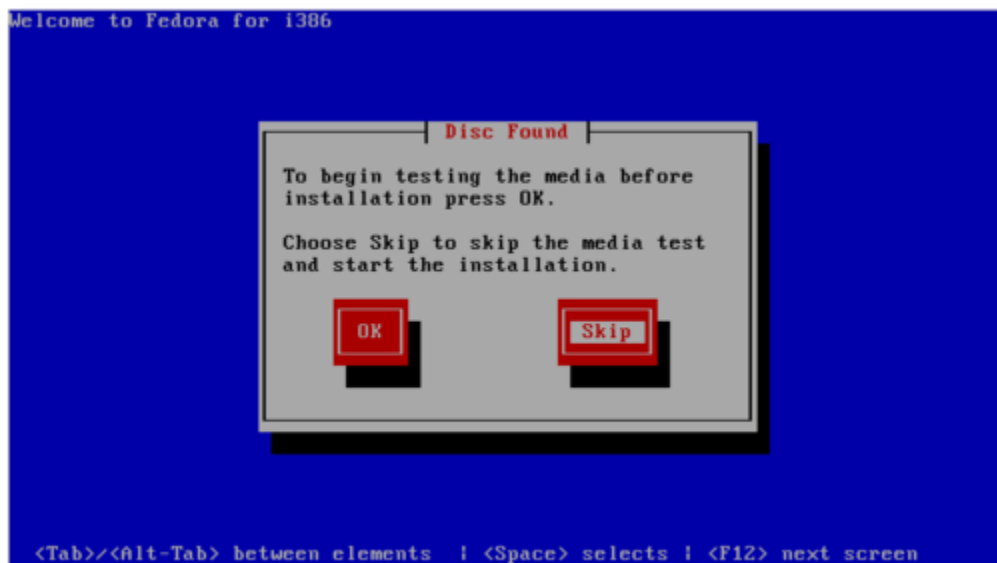 Welcome to Fedora for i386
Disc Found
To begin testing the media before
installation press OK.
Choose Skip to skip the media test
and start the installation.
OK Skip
<Tab>/<Alt-Tab> between elements | <Space> selects | <F12> next screen